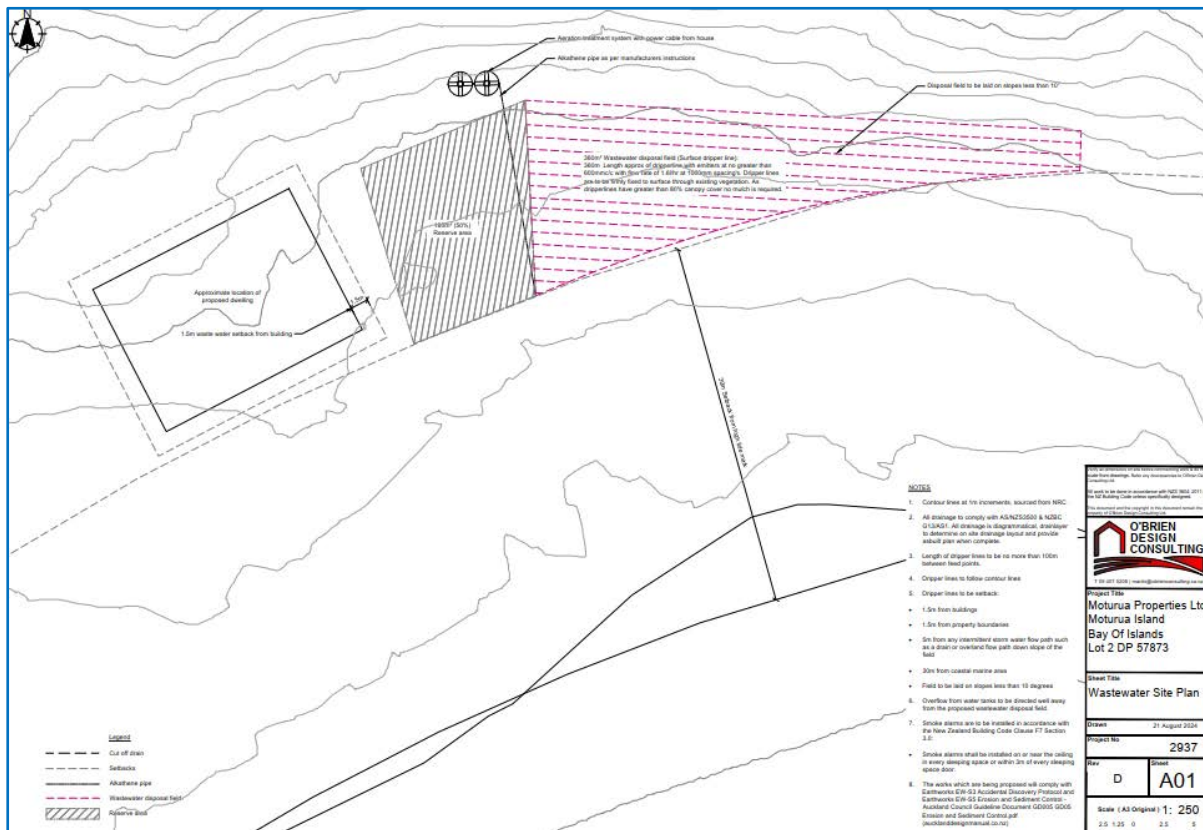 Aeration treatment system with power cable from house
Alkathene pipe as per manufacturers instructions
Disposal field to be laid on slopes less than 10°
360m² Wastewater disposal field (Surface dripper line).
360m Length approx of dripperline with emitters at no greater than
600mmc/c with flow rate of 1.6l/hr at 1000mm spacing's. Dripper lines
are to be firmly fixed to surface through existing vegetation. As
dripperlines have greater than 80% canopy cover no mulch is required.
(50%)
Reserve area
Approximate location of
proposed dwelling
1.5m
1.5m waste water setback from building
Setback from high tide mark
NOTES
1. Contour lines at 1m increments, sourced from NRC
2. All drainage to comply with AS/NZS3500 & NZBC
G13/AS1. All drainage is diagrammatical, drainlayer
to determine on site drainage layout and provide
asbuilt plan when complete.
3. Length of dripper lines to be no more than 100m
between feed points.
4. Dripper lines to follow contour lines
5. Dripper lines to be setback:
• 1.5m from buildings
• 1.5m from property boundaries
• 5m from any intermittent storm water flow path such
as a drain or overland flow path down slope of the
field
• 30m from coastal marine area
• Field to be laid on slopes less than 10 degrees
6. Overflow from water tanks to be directed well away
from the proposed wastewater disposal field.
7. Smoke alarms are to be installed in accordance with
the New Zealand Building Code Clause F7 Section
3.0:
• Smoke alarms shall be installed on or near the ceiling
in every sleeping space or within 3m of every sleeping
space door.
8. The works which are being proposed will comply with
Earthworks EW-S3 Accidental Discovery Protocol and
Earthworks EW-S5 Erosion and Sediment Control -
Auckland Council Guideline Document GD005 GD05
Erosion and Sediment Control.pdf
(aucklanddesignmanual.co.nz)
Legend
Cut off drain
Setbacks
Alkathene pipe
Wastewater disposal field
Reserve area
O'BRIEN
DESIGN
CONSULTING
Project Title
Moturua Properties Ltd
Moturua Island
Bay Of Islands
Lot 2 DP 57873
Sheet Title
Wastewater Site Plan
Drawn 21 August 2024
Project No
2937
Rev Sheet
D A01
Scale (A3 Original) 1: 250
2.5 1.25 0 2.5 5